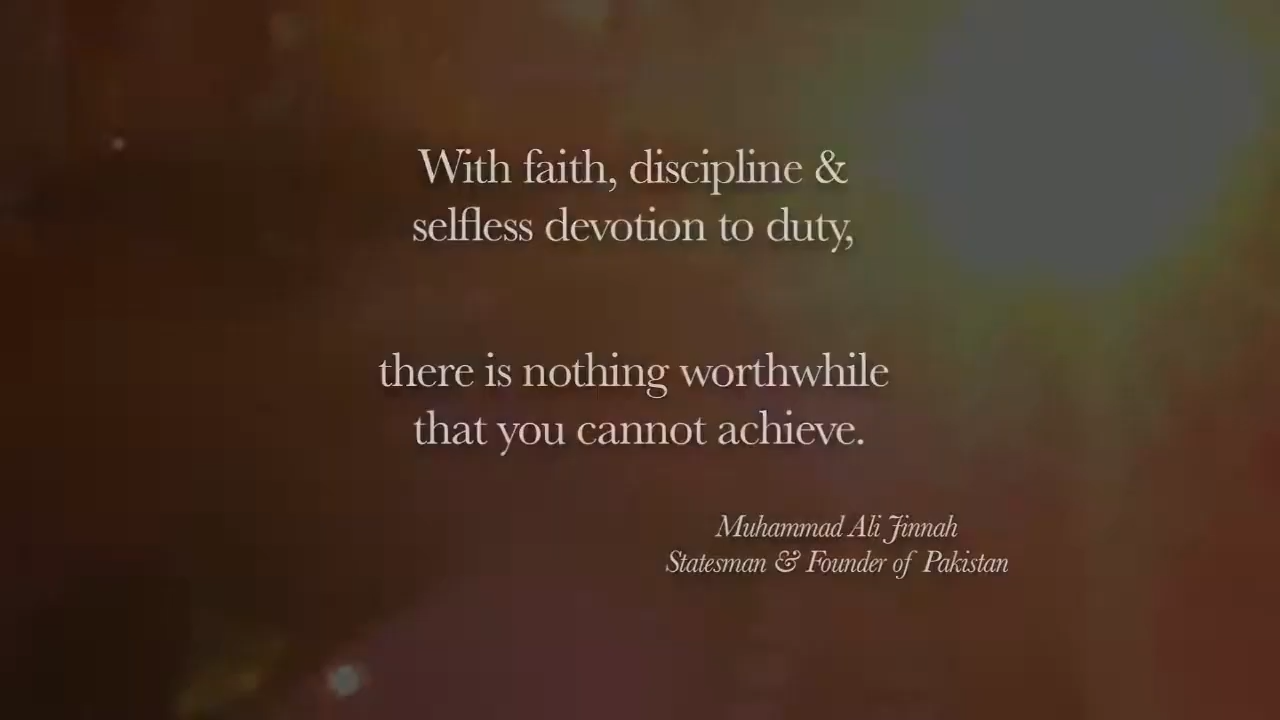 With faith, discipline &
selfless devotion to duty,
there is nothing worthwhile
that you cannot achieve.
Muhammad Ali Jinnah
Statesman & Founder of Pakistan